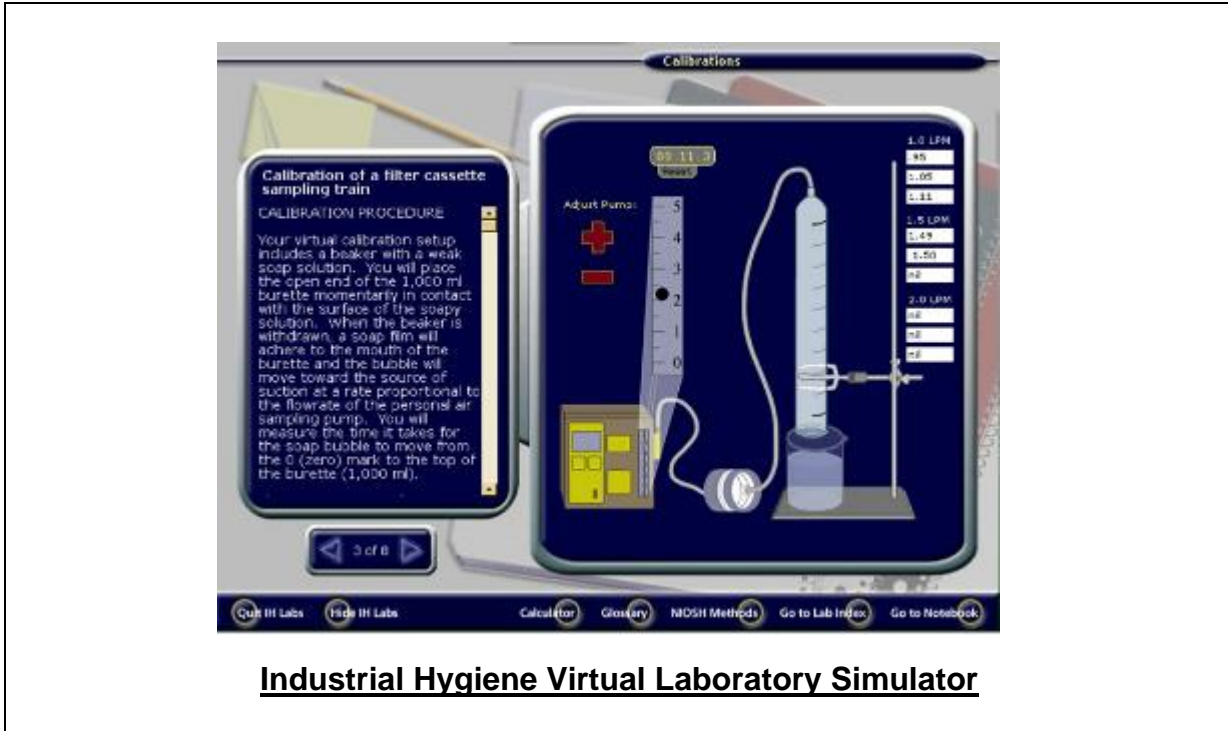 Calibrations
Calibration of a filter cassette
sampling train
CALIBRATION PROCEDURE
Your virtual calibration setup
includes a beaker with a weak
soap solution. You will place
the open end of the 1,000 ml
burette momentarily in contact
with the surface of the soapy
solution. When the beaker is
withdrawn, a soap film will
adhere to the mouth of the
burette and the bubble will
move toward the source of
suction at a rate proportional to
the flowrate of the personal air
sampling pump. You will
measure the time it takes for
the soap bubble to move from
the 0 (zero) mark to the top of
the burette (1,000 ml).
3 of 8
00 11 3
Reset
Adjust Pump:
5
4
3
2
1
0
1.0 LPM
.95
1.05
1.11
1.5 LPM
1.49
1.50
2.0 LPM
Quit IH Labs
Hide IH Labs
Calculator
Glossary
NIOSH Methods
Go to Lab Index
Go to Notebook
Industrial Hygiene Virtual Laboratory Simulator